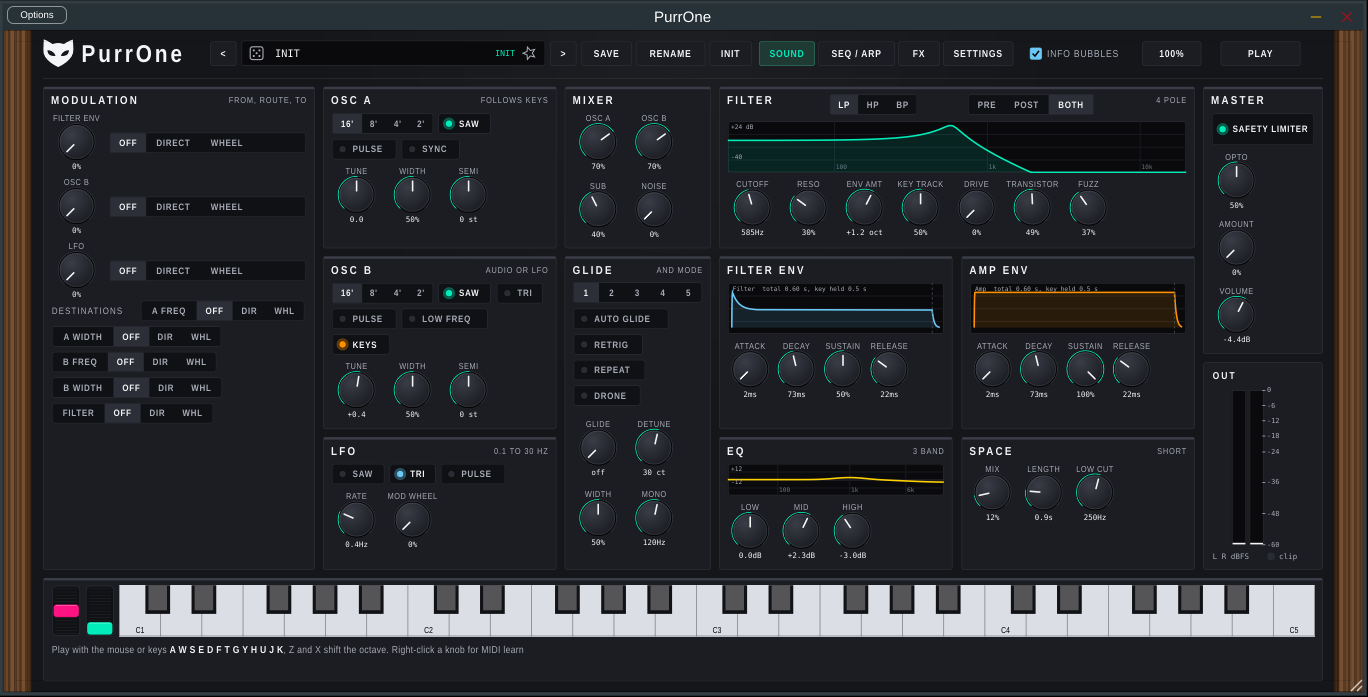 Options
PurrOne
PurrOne < INIT INIT > SAVE RENAME INIT SOUND SEQ / ARP FX SETTINGS INFO BUBBLES 100% PLAY
MODULATION FROM, ROUTE, TO
FILTER ENV
OFF DIRECT WHEEL
0%
OSC B
OFF DIRECT WHEEL
0%
LFO
OFF DIRECT WHEEL
0%
DESTINATIONS A FREQ OFF DIR WHL
A WIDTH OFF DIR WHL
B FREQ OFF DIR WHL
B WIDTH OFF DIR WHL
FILTER OFF DIR WHL
OSC A FOLLOWS KEYS
16' 8' 4' 2' SAW
PULSE SYNC
TUNE WIDTH SEMI
0.0 50% 0 st
OSC B AUDIO OR LFO
16' 8' 4' 2' SAW TRI
PULSE LOW FREQ
KEYS
TUNE WIDTH SEMI
+0.4 50% 0 st
LFO 0.1 TO 30 HZ
SAW TRI PULSE
RATE MOD WHEEL
0.4Hz 0%
MIXER
OSC A OSC B
70% 70%
SUB NOISE
40% 0%
GLIDE AND MODE
1 2 3 4 5
AUTO GLIDE
RETRIG
REPEAT
DRONE
GLIDE DETUNE
off 30 ct
WIDTH MONO
50% 120Hz
FILTER LP HP BP PRE POST BOTH 4 POLE
+24 dB
-48
100 1k 10k
CUTOFF RESO ENV AMT KEY TRACK DRIVE TRANSISTOR FUZZ
585Hz 30% +1.2 oct 50% 0% 49% 37%
FILTER ENV
Filter total 0.60 s, key held 0.5 s
ATTACK DECAY SUSTAIN RELEASE
2ms 73ms 50% 22ms
AMP ENV
Amp total 0.60 s, key held 0.5 s
ATTACK DECAY SUSTAIN RELEASE
2ms 73ms 100% 22ms
EQ 3 BAND
+12
-12
100 1k 6k
LOW MID HIGH
0.0dB +2.3dB -3.0dB
SPACE SHORT
MIX LENGTH LOW CUT
12% 0.9s 250Hz
MASTER
SAFETY LIMITER
OPTO
50%
AMOUNT
0%
VOLUME
-4.4dB
OUT
-0
-6
-12
-18
-24
-36
-48
-60
L R dBFS clip
C1 C2 C3 C4 C5
Play with the mouse or keys A W S E D F T G Y H U J K, Z and X shift the octave. Right-click a knob for MIDI learn